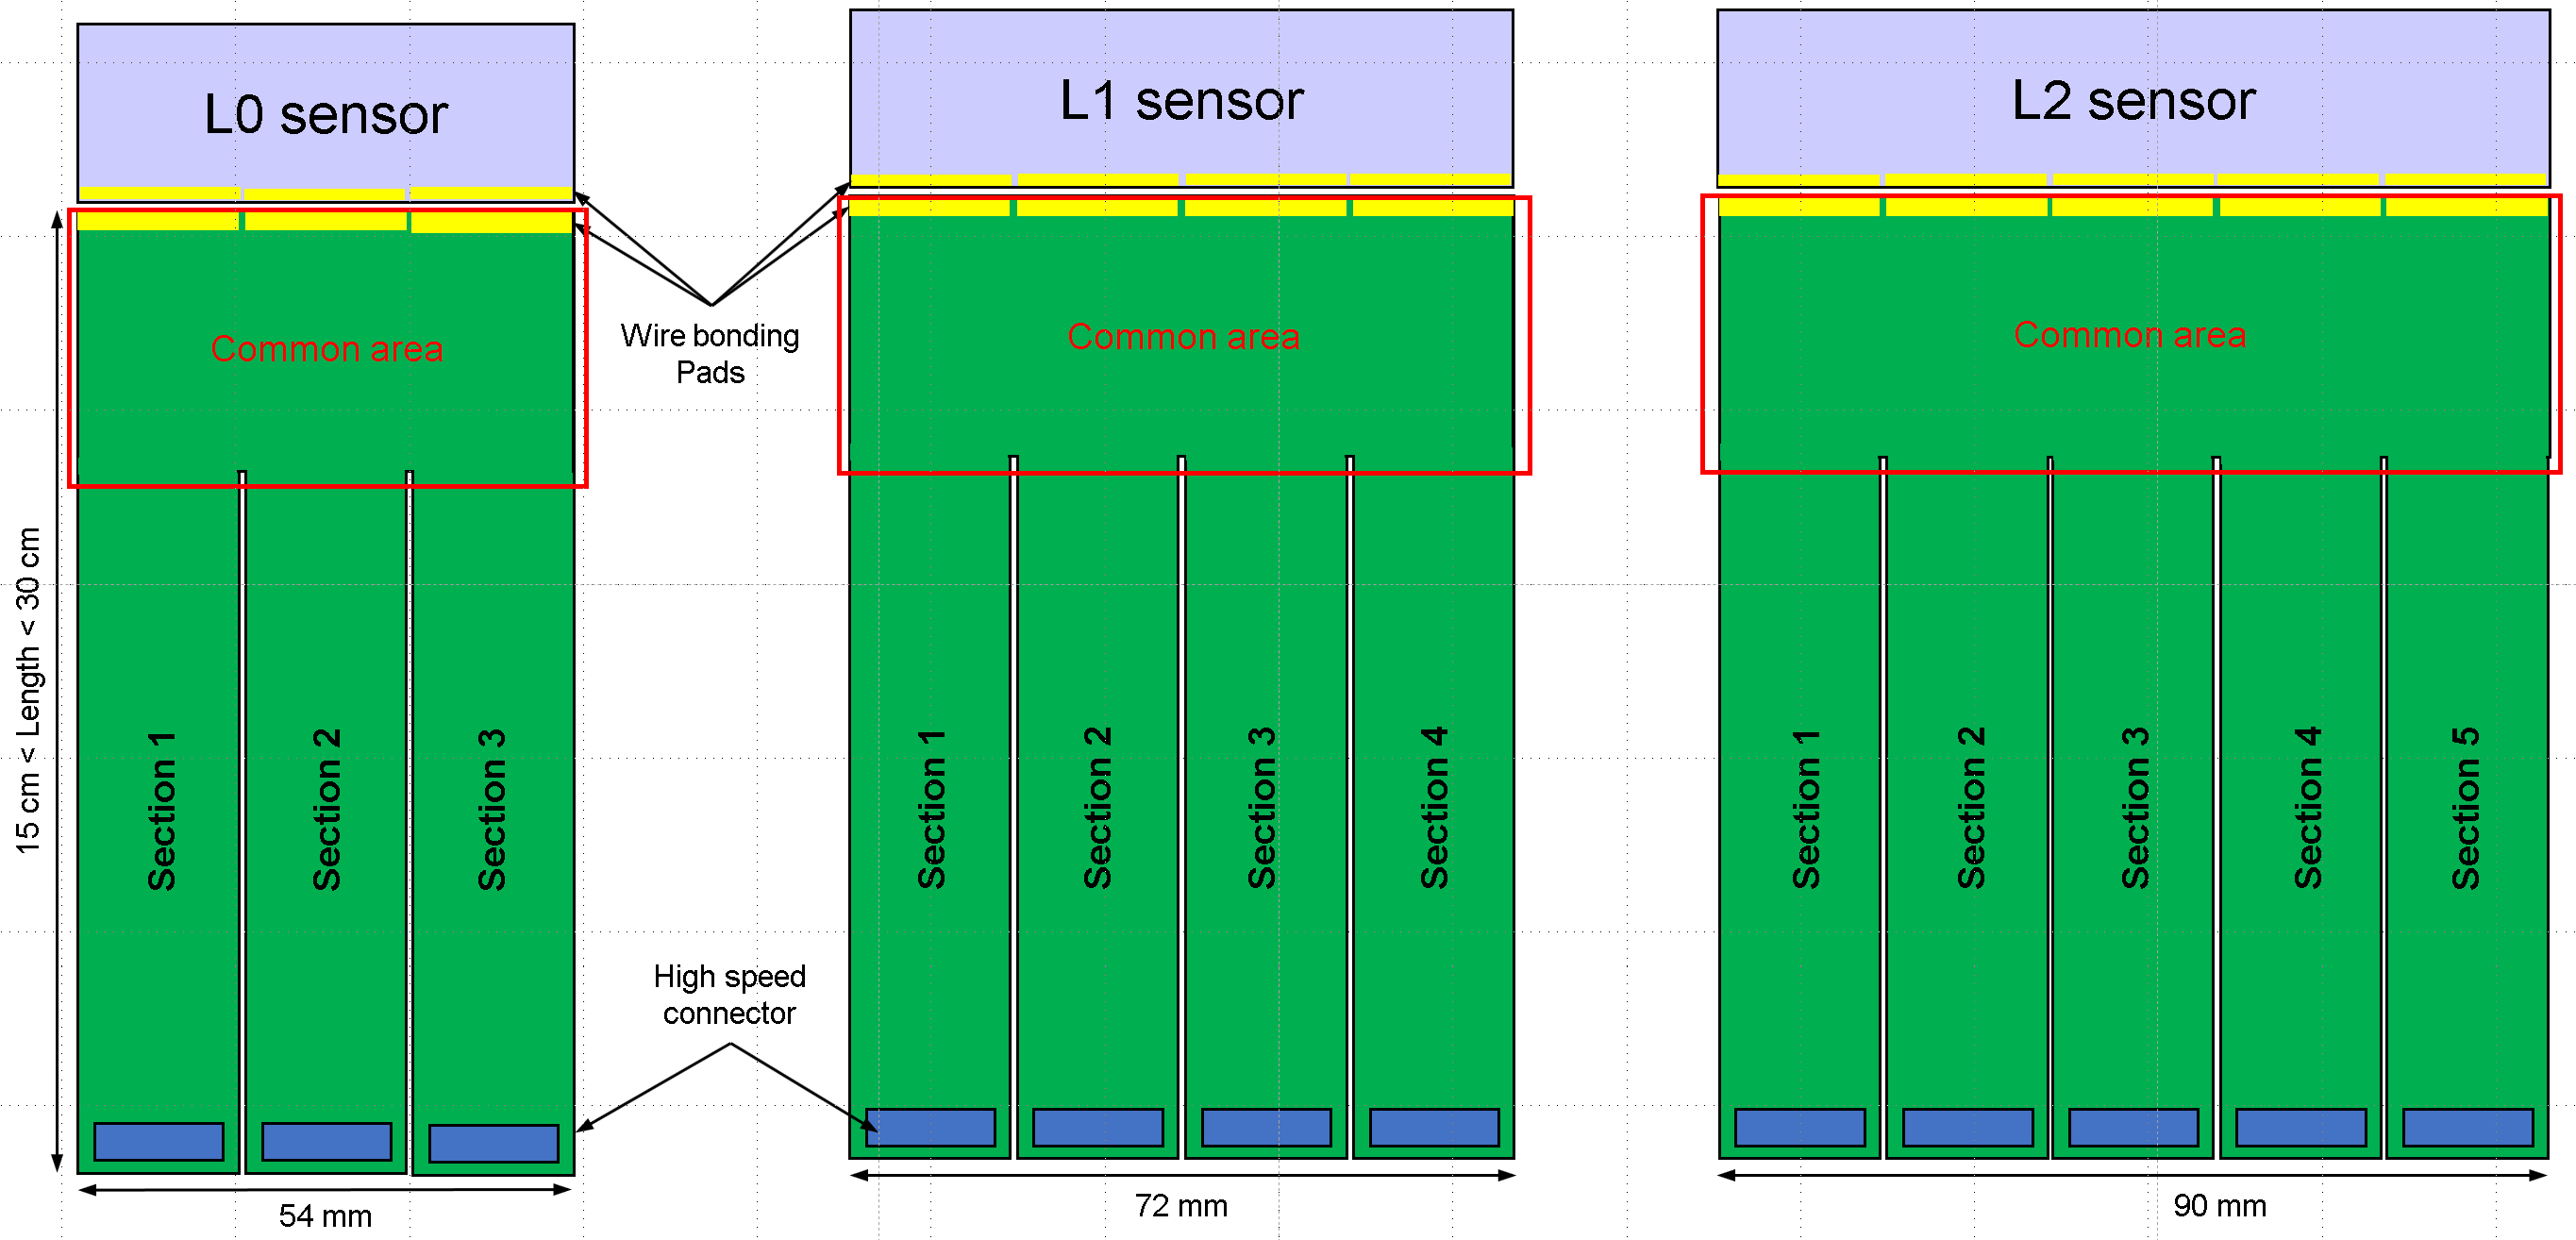 L0 sensor
L1 sensor
L2 sensor
Common area
Wire bonding
Pads
Common area
Common area
15 cm < Length < 30 cm
Section 1
Section 2
Section 3
Section 1
Section 2
Section 3
Section 4
Section 1
Section 2
Section 3
Section 4
Section 5
High speed
connector
54 mm
72 mm
90 mm